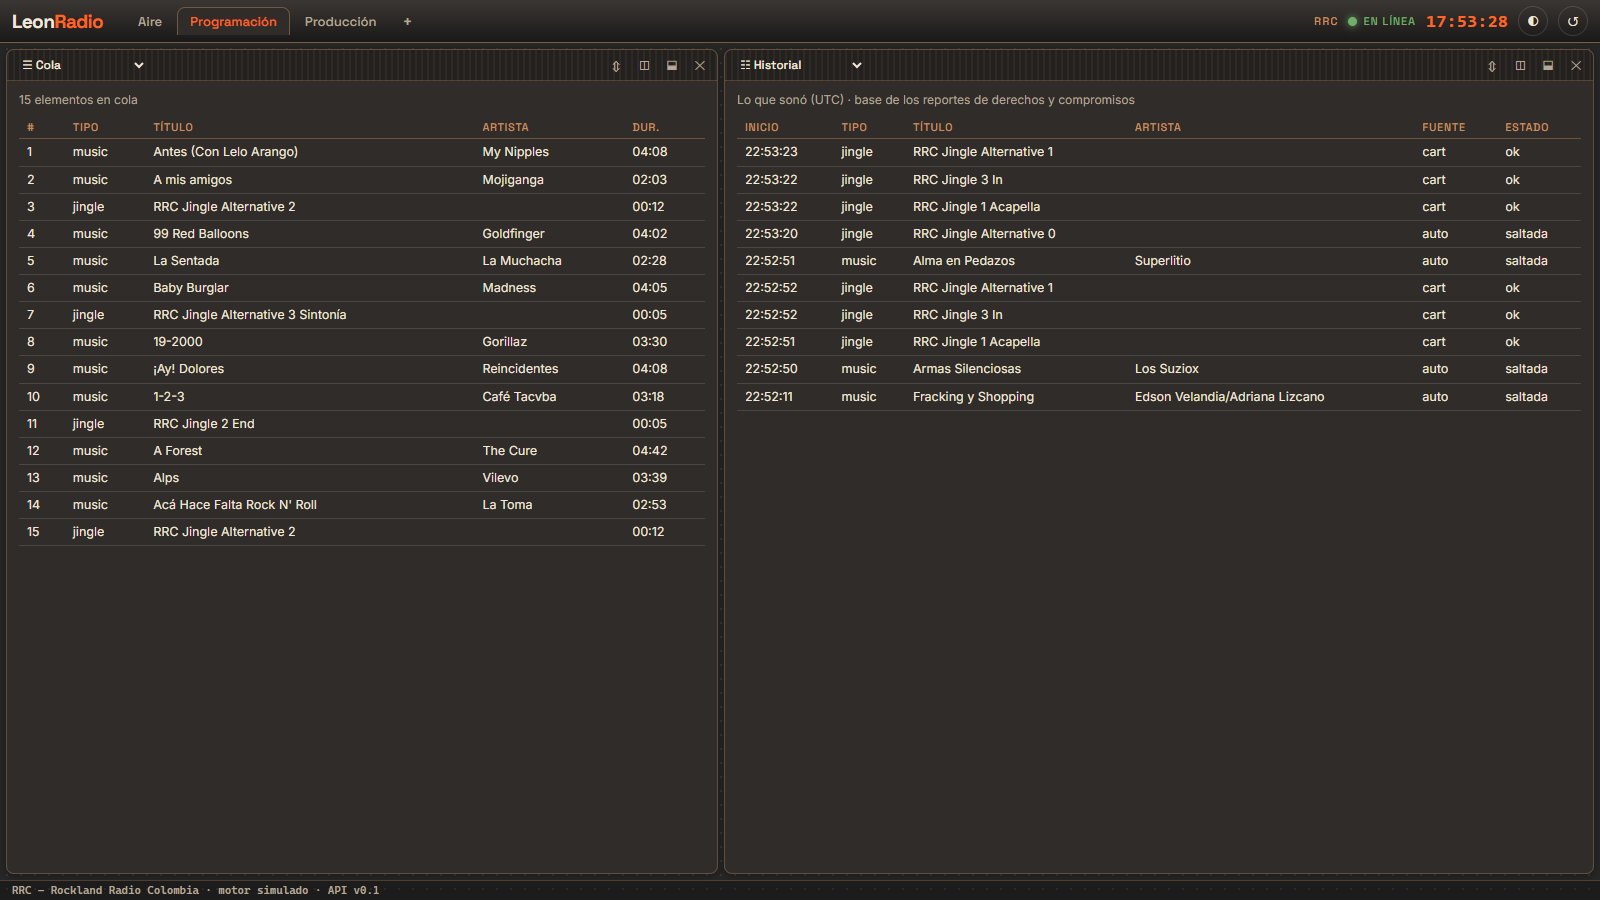 LeonRadio Aire Programación Producción + RRC EN LÍNEA 17:53:28
Cola
15 elementos en cola
# TIPO TÍTULO ARTISTA DUR.
1 music Antes (Con Lelo Arango) My Nipples 04:08
2 music A mis amigos Mojiganga 02:03
3 jingle RRC Jingle Alternative 2 00:12
4 music 99 Red Balloons Goldfinger 04:02
5 music La Sentada La Muchacha 02:28
6 music Baby Burglar Madness 04:05
7 jingle RRC Jingle Alternative 3 Sintonía 00:05
8 music 19-2000 Gorillaz 03:30
9 music ¡Ay! Dolores Reincidentes 04:08
10 music 1-2-3 Café Tacvba 03:18
11 jingle RRC Jingle 2 End 00:05
12 music A Forest The Cure 04:42
13 music Alps Vilevo 03:39
14 music Acá Hace Falta Rock N' Roll La Toma 02:53
15 jingle RRC Jingle Alternative 2 00:12
Historial
Lo que sonó (UTC) · base de los reportes de derechos y compromisos
INICIO TIPO TÍTULO ARTISTA FUENTE ESTADO
22:53:23 jingle RRC Jingle Alternative 1 cart ok
22:53:22 jingle RRC Jingle 3 In cart ok
22:53:22 jingle RRC Jingle 1 Acapella cart ok
22:53:20 jingle RRC Jingle Alternative 0 auto saltada
22:52:51 music Alma en Pedazos Superlitio auto saltada
22:52:52 jingle RRC Jingle Alternative 1 cart ok
22:52:52 jingle RRC Jingle 3 In cart ok
22:52:51 jingle RRC Jingle 1 Acapella cart ok
22:52:50 music Armas Silenciosas Los Suziox auto saltada
22:52:11 music Fracking y Shopping Edson Velandia/Adriana Lizcano auto saltada
RRC — Rockland Radio Colombia · motor simulado · API v0.1